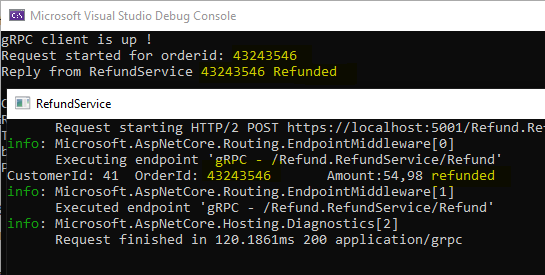 Microsoft Visual Studio Debug Console
gRPC client is up !
Request started for orderid: 43243546
Reply from RefundService 43243546 Refunded
RefundService
Request starting HTTP/2 POST https://localhost:5001/Refund.Re
info: Microsoft.AspNetCore.Routing.EndpointMiddleware[0]
Executing endpoint 'gRPC - /Refund.RefundService/Refund'
CustomerId: 41 OrderId: 43243546 Amount:54,98 refunded
info: Microsoft.AspNetCore.Routing.EndpointMiddleware[1]
Executed endpoint 'gRPC - /Refund.RefundService/Refund'
info: Microsoft.AspNetCore.Hosting.Diagnostics[2]
Request finished in 120.1861ms 200 application/grpc